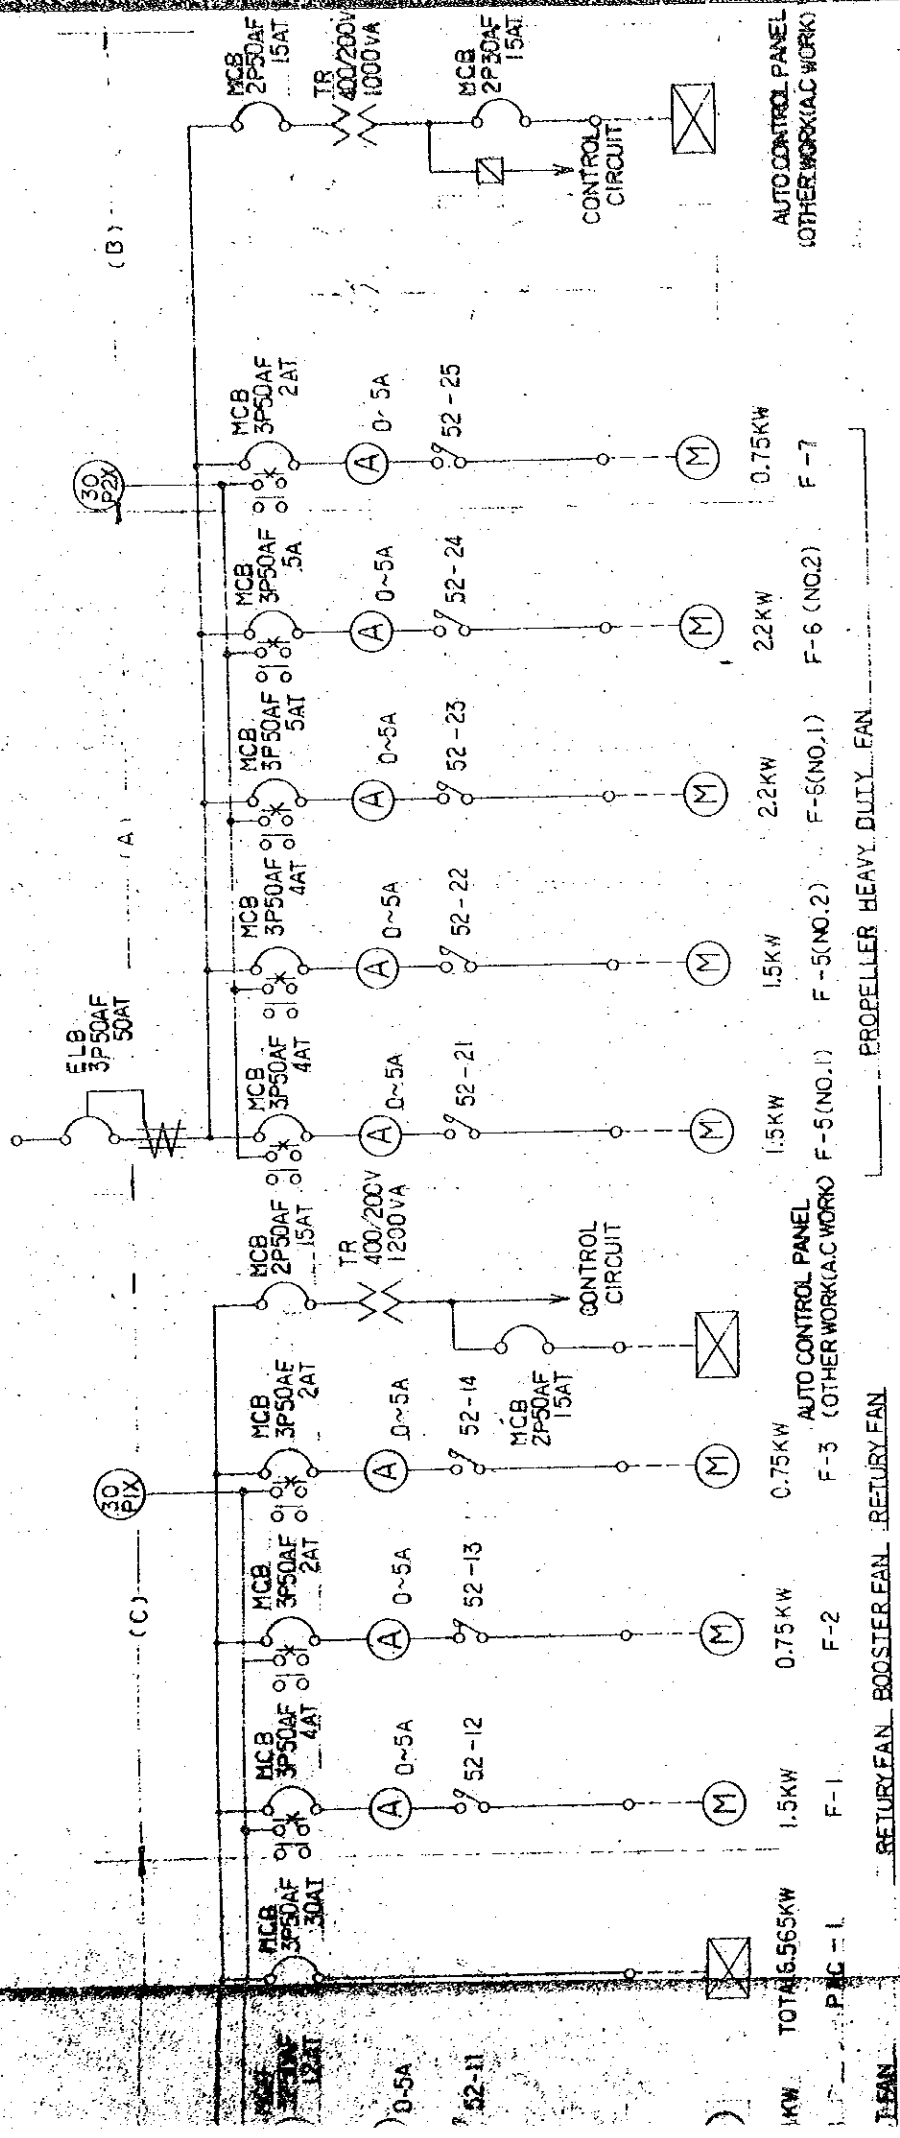 MCB
2P50AF
15AT
TR
400/200V
1000VA
MCB
2P30AF
15AT
CONTROL
CIRCUIT
AUTO CONTROL PANEL
(OTHER WORK(A.C WORK)
(B)
30
P2X
MCB
3P50AF
2AT
A
0~5A
52-25
M
0.75KW
F-7
MCB
3P50AF
5A
A
0~5A
52-24
M
2.2KW
F-6 (NO.2)
MCB
3P50AF
5AT
A
0~5A
52-23
M
2.2KW
F-6(NO.1)
(A)
MCB
3P50AF
4AT
A
0~5A
52-22
M
1.5KW
F-5(NO.2)
ELB
3P50AF
50AT
MCB
3P50AF
4AT
A
0~5A
52-21
M
1.5KW
F-5(NO.1)
PROPELLER HEAVY DUTY FAN
MCB
2P50AF
15AT
TR
400/200V
1200VA
CONTROL
CIRCUIT
MCB
2P50AF
15AT
AUTO CONTROL PANEL
(OTHER WORK(A.C WORK)
30
P1X
MCB
3P50AF
2AT
A
0~5A
52-14
M
0.75KW
F-3
RETURY FAN
(C)
MCB
3P50AF
2AT
A
0~5A
52-13
M
0.75KW
F-2
BOOSTER FAN
MCB
3P50AF
4AT
A
0~5A
52-12
M
1.5KW
F-1
RETURY FAN
MCB
3P50AF
30AT
TOTAL6.565KW
PAC-1
0-5A
52-11
KW
FAN